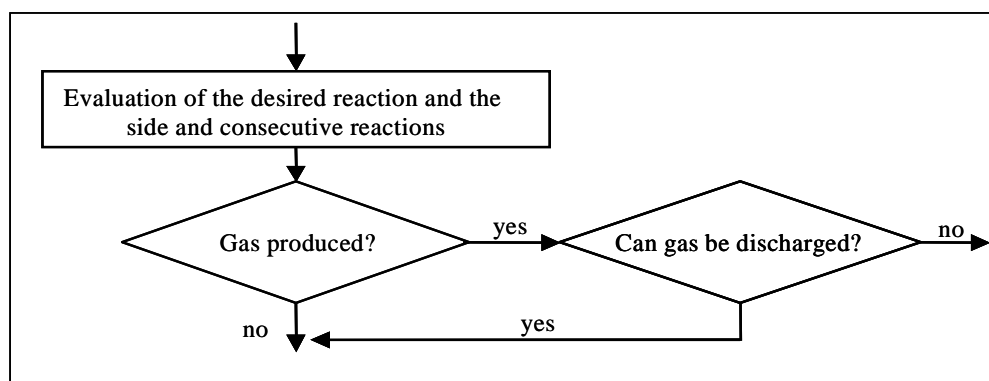 Evaluation of the desired reaction and the
side and consecutive reactions
Gas produced?
yes
Can gas be discharged?
no
no
yes